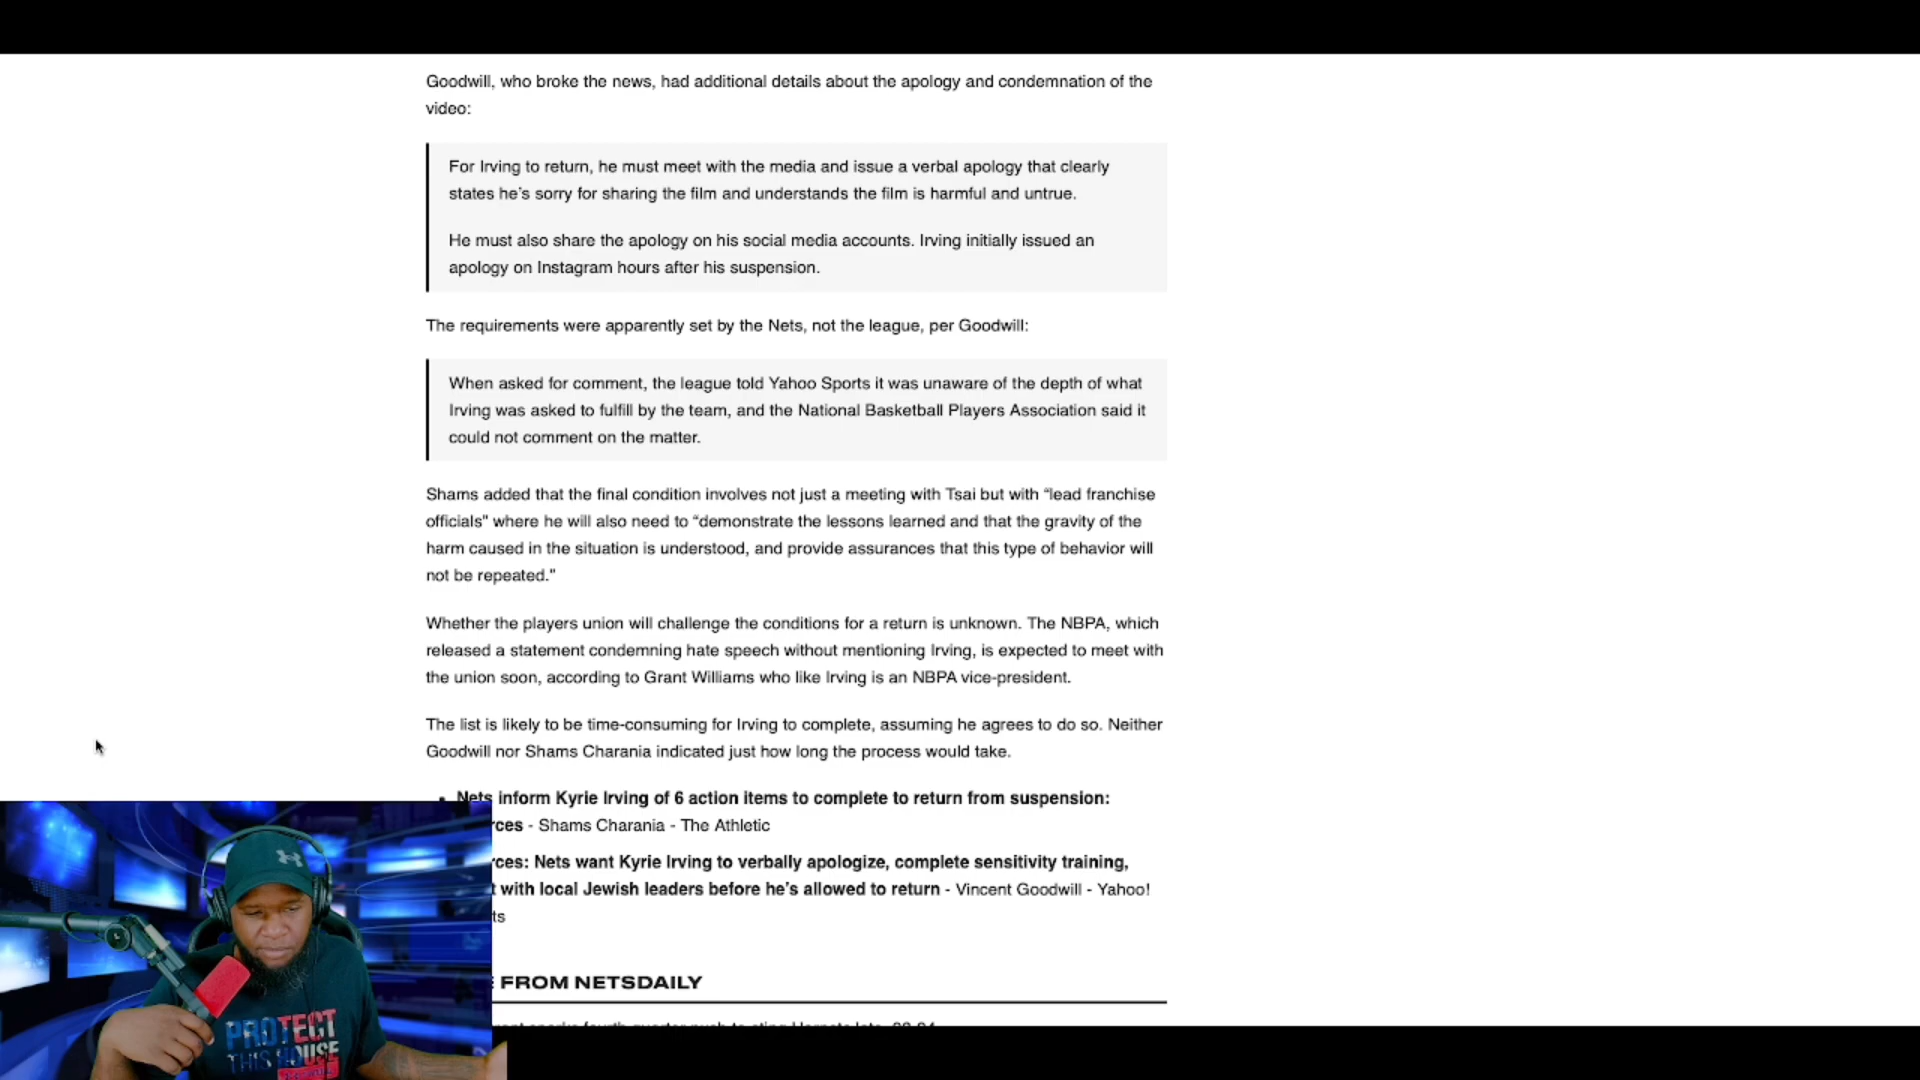 Goodwill, who broke the news, had additional details about the apology and condemnation of the
video:
For Irving to return, he must meet with the media and issue a verbal apology that clearly
states he’s sorry for sharing the film and understands the film is harmful and untrue.
He must also share the apology on his social media accounts. Irving initially issued an
apology on Instagram hours after his suspension.
The requirements were apparently set by the Nets, not the league, per Goodwill:
When asked for comment, the league told Yahoo Sports it was unaware of the depth of what
Irving was asked to fulfill by the team, and the National Basketball Players Association said it
could not comment on the matter.
Shams added that the final condition involves not just a meeting with Tsai but with “lead franchise
officials” where he will also need to “demonstrate the lessons learned and that the gravity of the
harm caused in the situation is understood, and provide assurances that this type of behavior will
not be repeated.”
Whether the players union will challenge the conditions for a return is unknown. The NBPA, which
released a statement condemning hate speech without mentioning Irving, is expected to meet with
the union soon, according to Grant Williams who like Irving is an NBPA vice-president.
The list is likely to be time-consuming for Irving to complete, assuming he agrees to do so. Neither
Goodwill nor Shams Charania indicated just how long the process would take.
Nets inform Kyrie Irving of 6 action items to complete to return from suspension:
rces - Shams Charania - The Athletic
rces: Nets want Kyrie Irving to verbally apologize, complete sensitivity training,
t with local Jewish leaders before he’s allowed to return - Vincent Goodwill - Yahoo!
ts
FROM NETSDAILY
PROTECT
THIS HOUSE